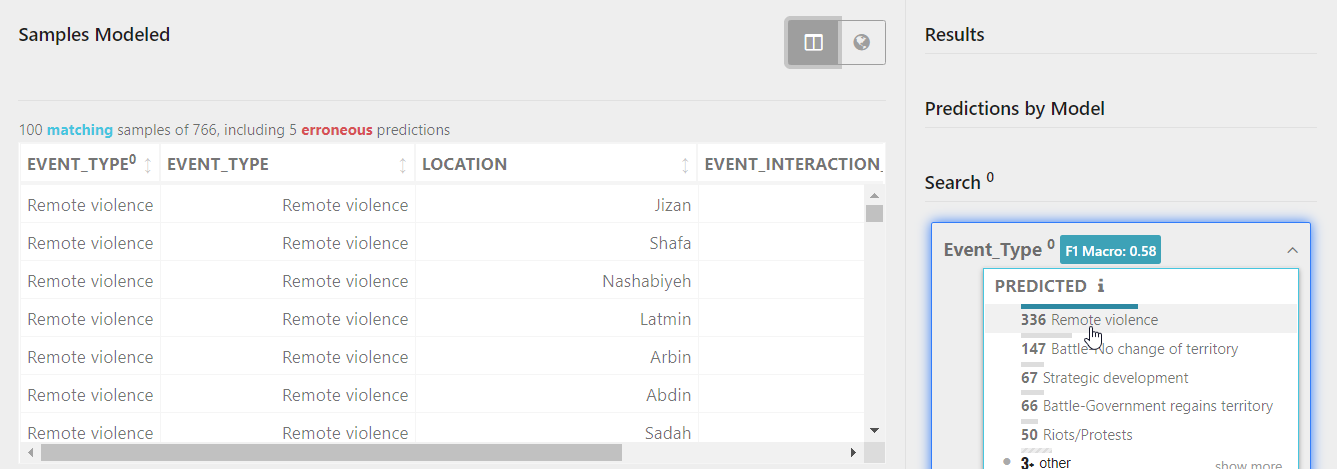 Samples Modeled
100 matching samples of 766, including 5 erroneous predictions
EVENT_TYPE0 EVENT_TYPE LOCATION EVENT_INTERACTION_
Remote violence Remote violence Jizan
Remote violence Remote violence Shafa
Remote violence Remote violence Nashabiyeh
Remote violence Remote violence Latmin
Remote violence Remote violence Arbin
Remote violence Remote violence Abdin
Remote violence Remote violence Sadah
Results
Predictions by Model
Search 0
Event_Type 0 F1 Macro: 0.58
PREDICTED
336 Remote violence
147 Battle-No change of territory
67 Strategic development
66 Battle-Government regains territory
50 Riots/Protests
3+ other show more